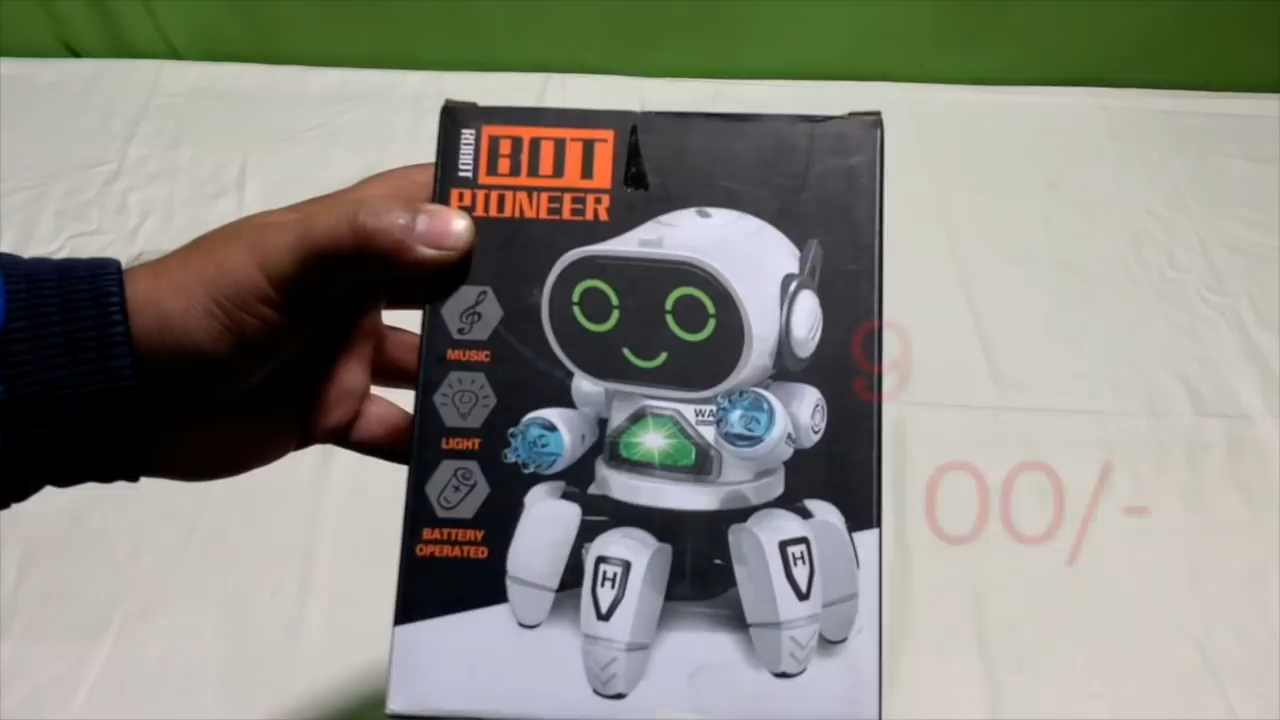 ROBOT
BOT
PIONEER
MUSIC
LIGHT
BATTERY
OPERATED
WA
H
H
9
00/-